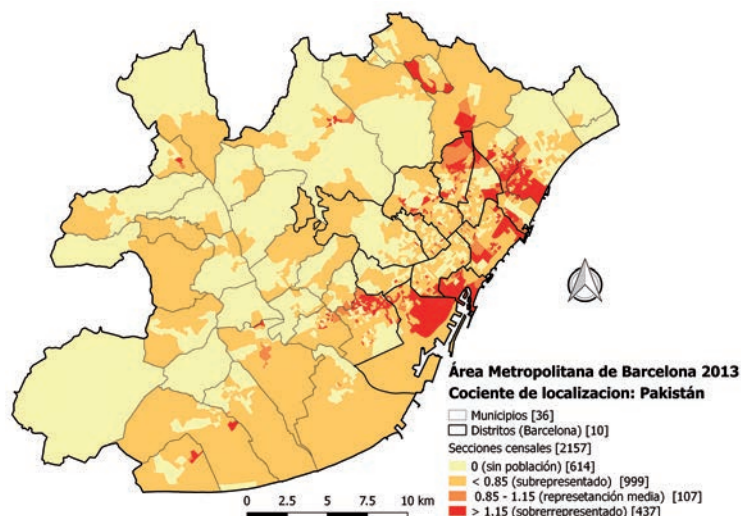 Área Metropolitana de Barcelona 2013
Cociente de localizacion: Pakistán
Municipios [36]
Distritos (Barcelona) [10]
Secciones censales [2157]
0 (sin población) [614]
< 0.85 (subrepresentado) [999]
0.85 - 1.15 (represetanción media) [107]
> 1.15 (sobrerrepresentado) [437]
0 2.5 5 7.5 10 km